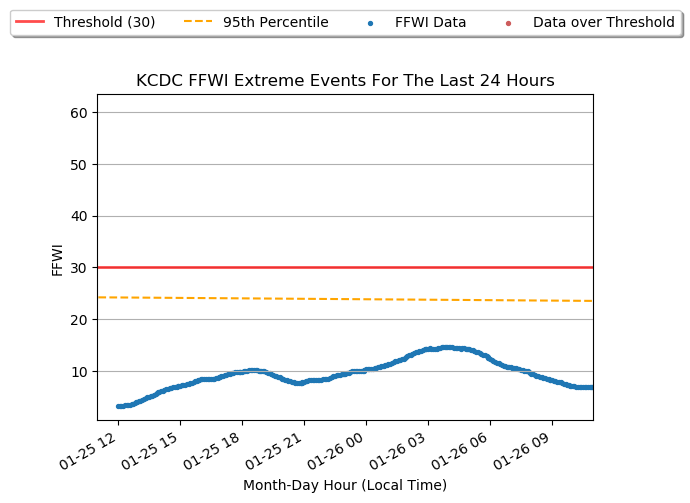 Threshold (30) 95th Percentile FFWI Data Data over Threshold
KCDC FFWI Extreme Events For The Last 24 Hours
60
50
40
30
20
10
FFWI
01-25 12 01-25 15 01-25 18 01-25 21 01-26 00 01-26 03 01-26 06 01-26 09
Month-Day Hour (Local Time)